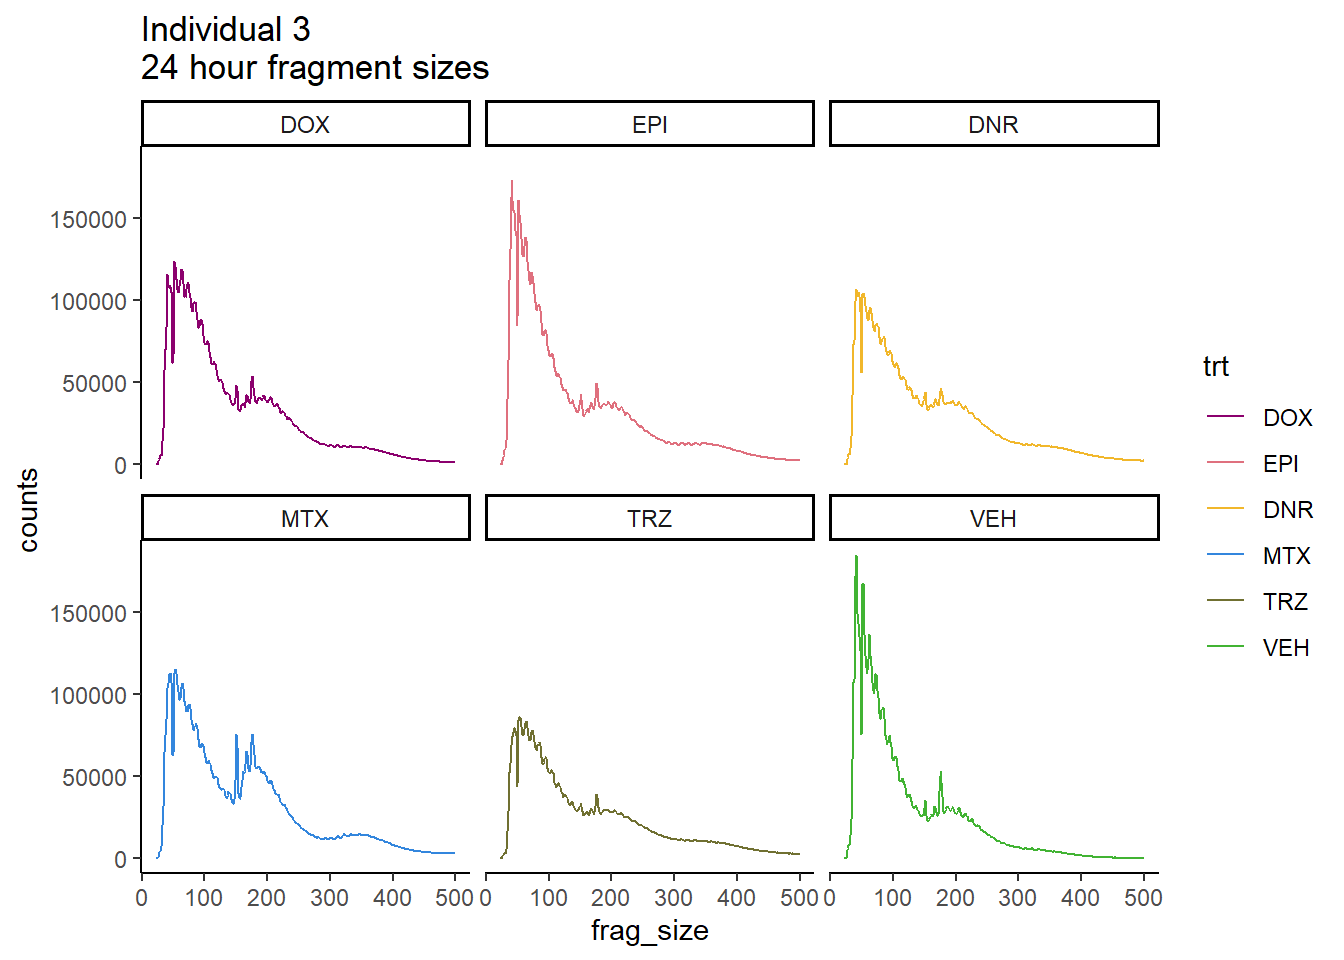 Individual 3
24 hour fragment sizes
DOX
EPI
DNR
150000
100000
50000
0
MTX
TRZ
VEH
150000
100000
50000
0
0 100 200 300 400 500
0 100 200 300 400 500
0 100 200 300 400 500
frag_size
counts
trt
DOX
EPI
DNR
MTX
TRZ
VEH